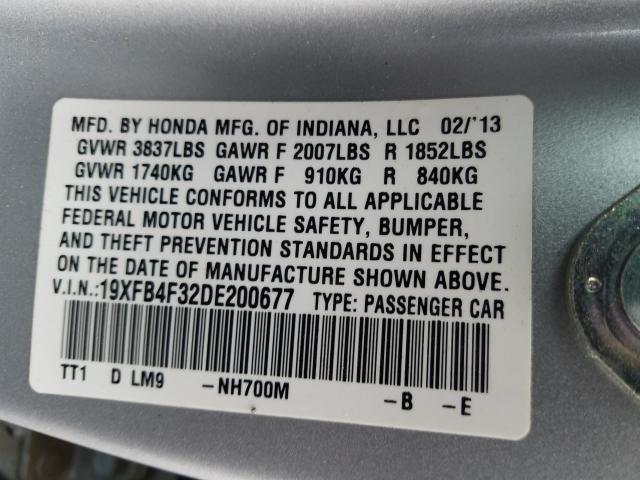 MFD. BY HONDA MFG. OF INDIANA, LLC 02/'13
GVWR 3837LBS GAWR F 2007LBS R 1852LBS
GVWR 1740KG GAWR F 910KG R 840KG
THIS VEHICLE CONFORMS TO ALL APPLICABLE
FEDERAL MOTOR VEHICLE SAFETY, BUMPER,
AND THEFT PREVENTION STANDARDS IN EFFECT
ON THE DATE OF MANUFACTURE SHOWN ABOVE.
V.I.N.:19XFB4F32DE200677 TYPE: PASSENGER CAR
TT1 D LM9 -NH700M -B -E